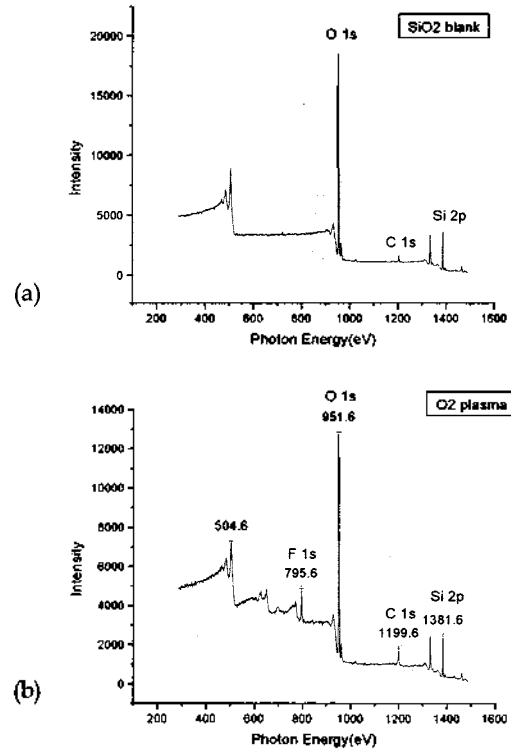 SiO2 blank
O 1s
20000
15000
10000
5000
0
Intensity
C 1s
Si 2p
200 400 600 800 1000 1200 1400 1600
Photon Energy(eV)
(a)
O2 plasma
O 1s
951.6
14000
12000
10000
8000
6000
4000
2000
0
Intensity
504.6
F 1s
795.6
C 1s
1199.6
Si 2p
1381.6
200 400 600 800 1000 1200 1400 1600
Photon Energy(eV)
(b)